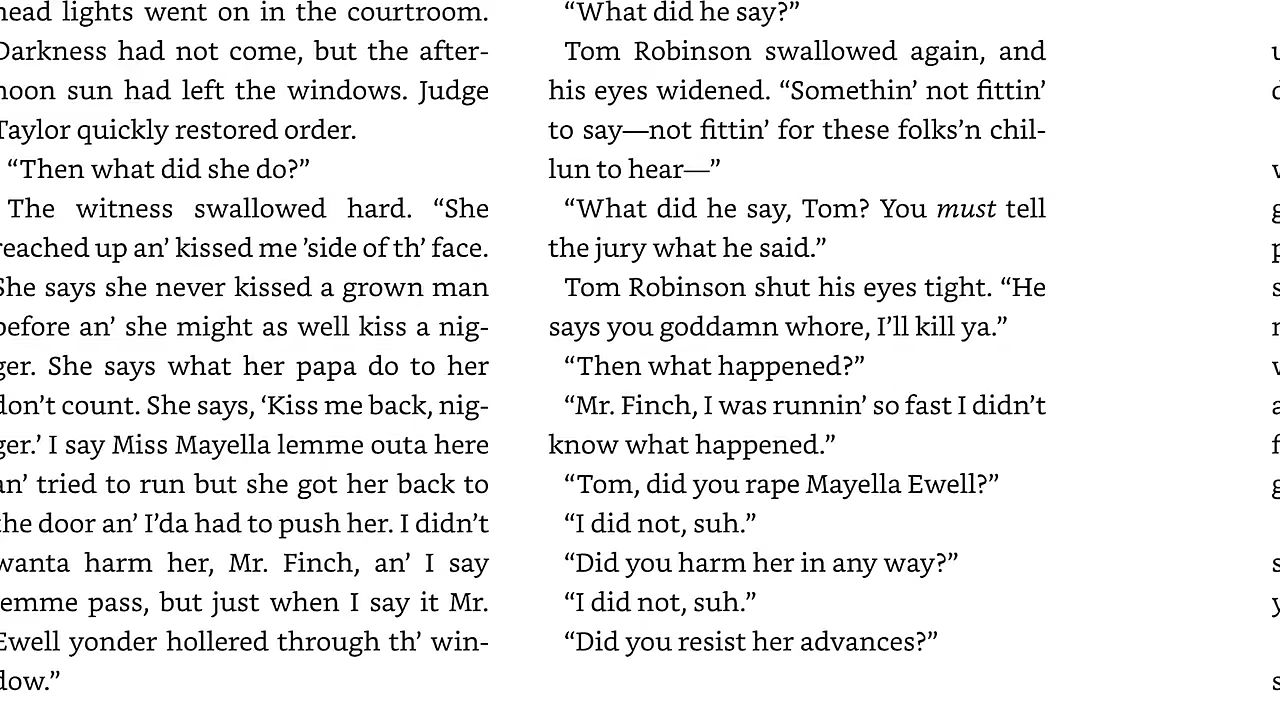 head lights went on in the courtroom.
Darkness had not come, but the after-
noon sun had left the windows. Judge
Taylor quickly restored order.
“Then what did she do?”
The witness swallowed hard. “She
reached up an’ kissed me ’side of th’ face.
She says she never kissed a grown man
before an’ she might as well kiss a nig-
ger. She says what her papa do to her
don’t count. She says, ‘Kiss me back, nig-
ger.’ I say Miss Mayella lemme outa here
an’ tried to run but she got her back to
the door an’ I’da had to push her. I didn’t
wanta harm her, Mr. Finch, an’ I say
lemme pass, but just when I say it Mr.
Ewell yonder hollered through th’ win-
dow.”
“What did he say?”
Tom Robinson swallowed again, and
his eyes widened. “Somethin’ not fittin’
to say—not fittin’ for these folks’n chil-
lun to hear—”
“What did he say, Tom? You must tell
the jury what he said.”
Tom Robinson shut his eyes tight. “He
says you goddamn whore, I’ll kill ya.”
“Then what happened?”
“Mr. Finch, I was runnin’ so fast I didn’t
know what happened.”
“Tom, did you rape Mayella Ewell?”
“I did not, suh.”
“Did you harm her in any way?”
“I did not, suh.”
“Did you resist her advances?”